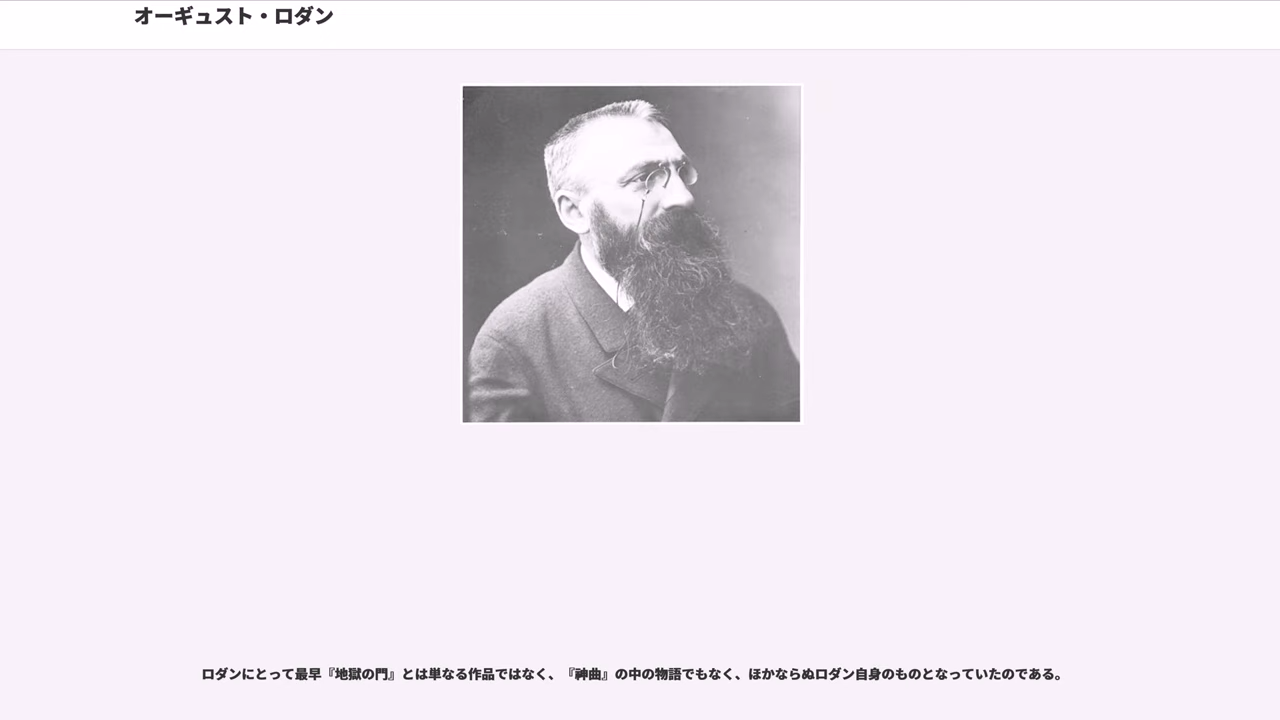 オーギュスト・ロダン
ロダンにとって最早『地獄の門』とは単なる作品ではなく、『神曲』の中の物語でもなく、ほかならぬロダン自身のものとなっていたのである。